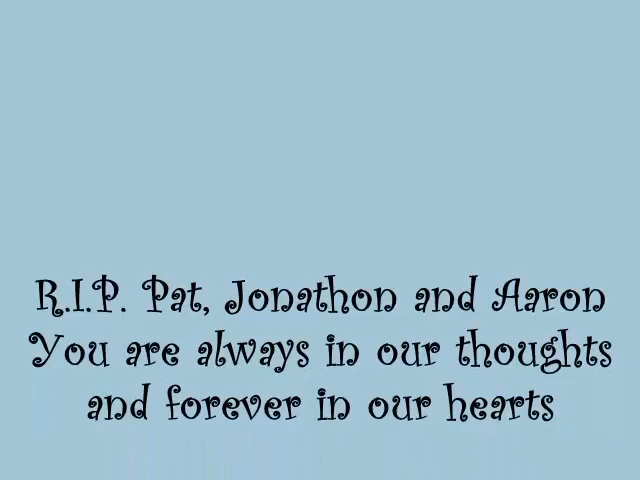 R.I.P. Pat, Jonathon and Aaron
You are always in our thoughts
and forever in our hearts